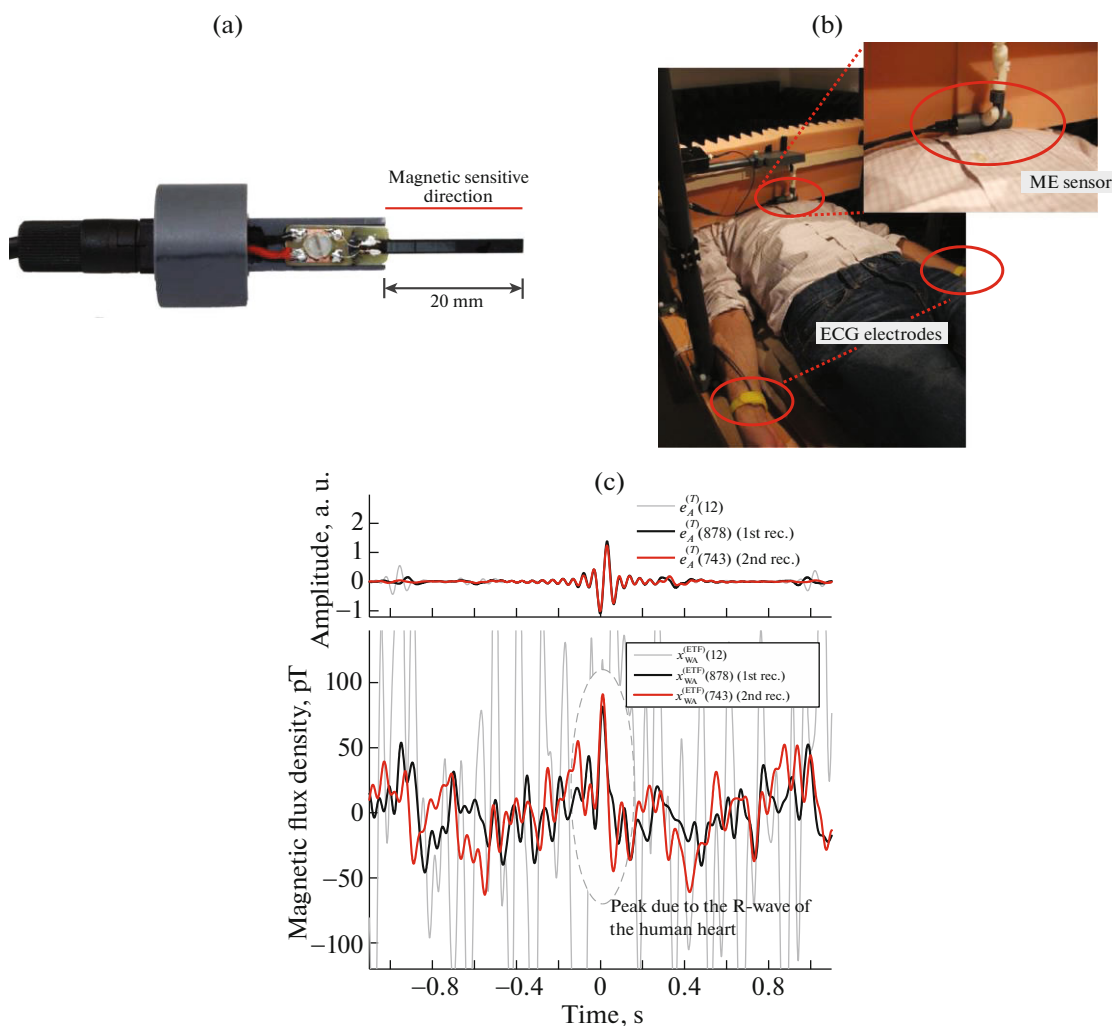 (a)
Magnetic sensitive
direction
20 mm
(b)
ME sensor
ECG electrodes
(c)
Amplitude, a. u.
2
1
0
−1
e_A^(T)(12)
e_A^(T)(878) (1st rec.)
e_A^(T)(743) (2nd rec.)
Magnetic flux density, pT
100
50
0
−50
−100
x_WA^(ETF)(12)
x_WA^(ETF)(878) (1st rec.)
x_WA^(ETF)(743) (2nd rec.)
Peak due to the R-wave of
the human heart
−0.8 −0.4 0 0.4 0.8
Time, s